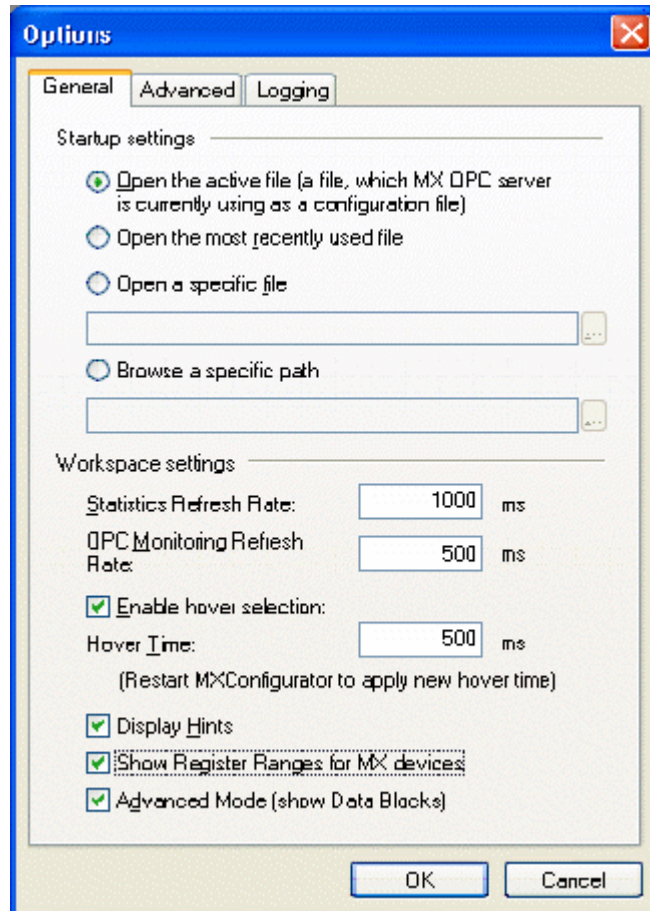 Options
General
Advanced
Logging
Startup settings
Open the active file (a file, which MX OPC server
is currently using as a configuration file)
Open the most recently used file
Open a specific file
...
Browse a specific path
...
Workspace settings
Statistics Refresh Rate: 1000 ms
OPC Monitoring Refresh
Rate: 500 ms
Enable hover selection:
Hover Time: 500 ms
(Restart MXConfigurator to apply new hover time)
Display Hints
Show Register Ranges for MX devices
Advanced Mode (show Data Blocks)
OK Cancel